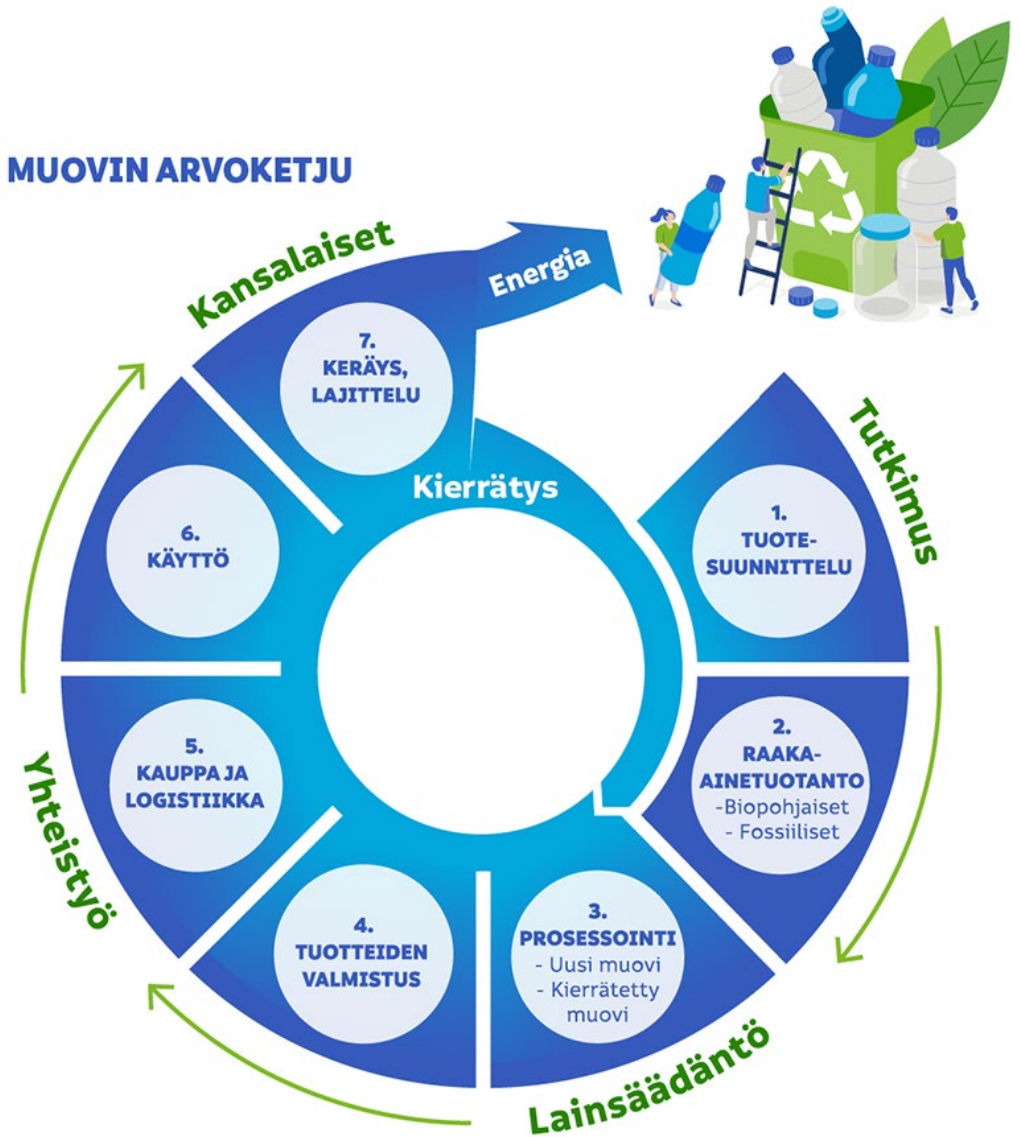 MUOVIN ARVOKETJU
Kansalaiset
Energia
7.
KERÄYS,
LAJITTELU
Kierrätys
Tutkimus
1.
TUOTE-
SUUNNITTELU
6.
KÄYTTÖ
2.
RAAKA-
AINETUOTANTO
-Biopohjaiset
- Fossiiliset
5.
KAUPPA JA
LOGISTIIKKA
Yhteistyö
4.
TUOTTEIDEN
VALMISTUS
3.
PROSESSOINTI
- Uusi muovi
- Kierrätetty
muovi
Lainsäädäntö